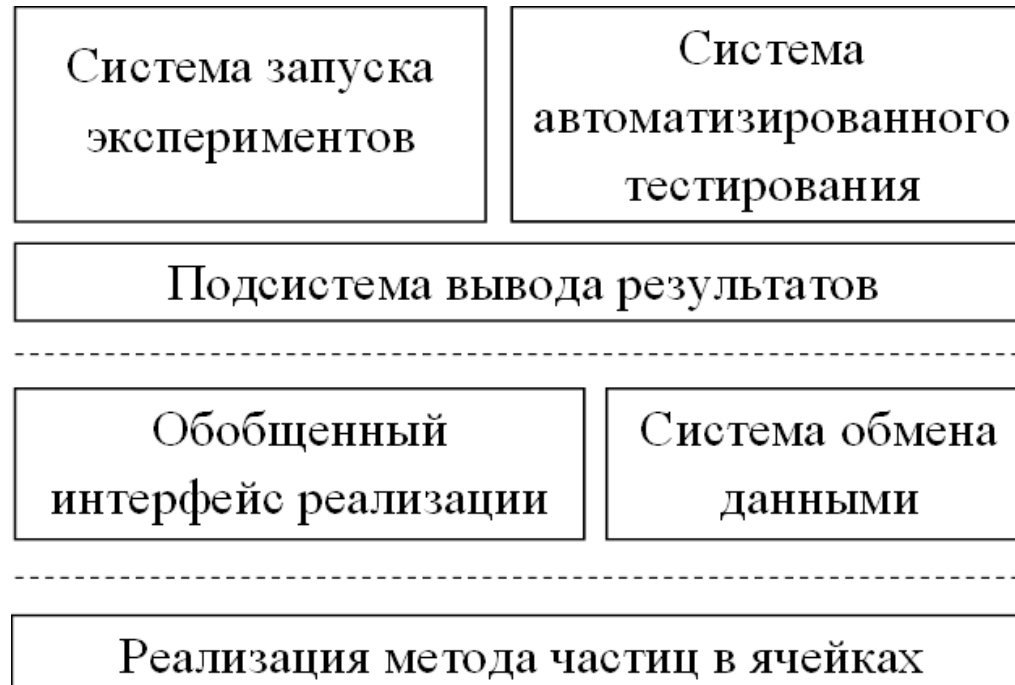 Система запуска
экспериментов
Система
автоматизированного
тестирования
Подсистема вывода результатов
Обобщенный
интерфейс реализации
Система обмена
данными
Реализация метода частиц в ячейках